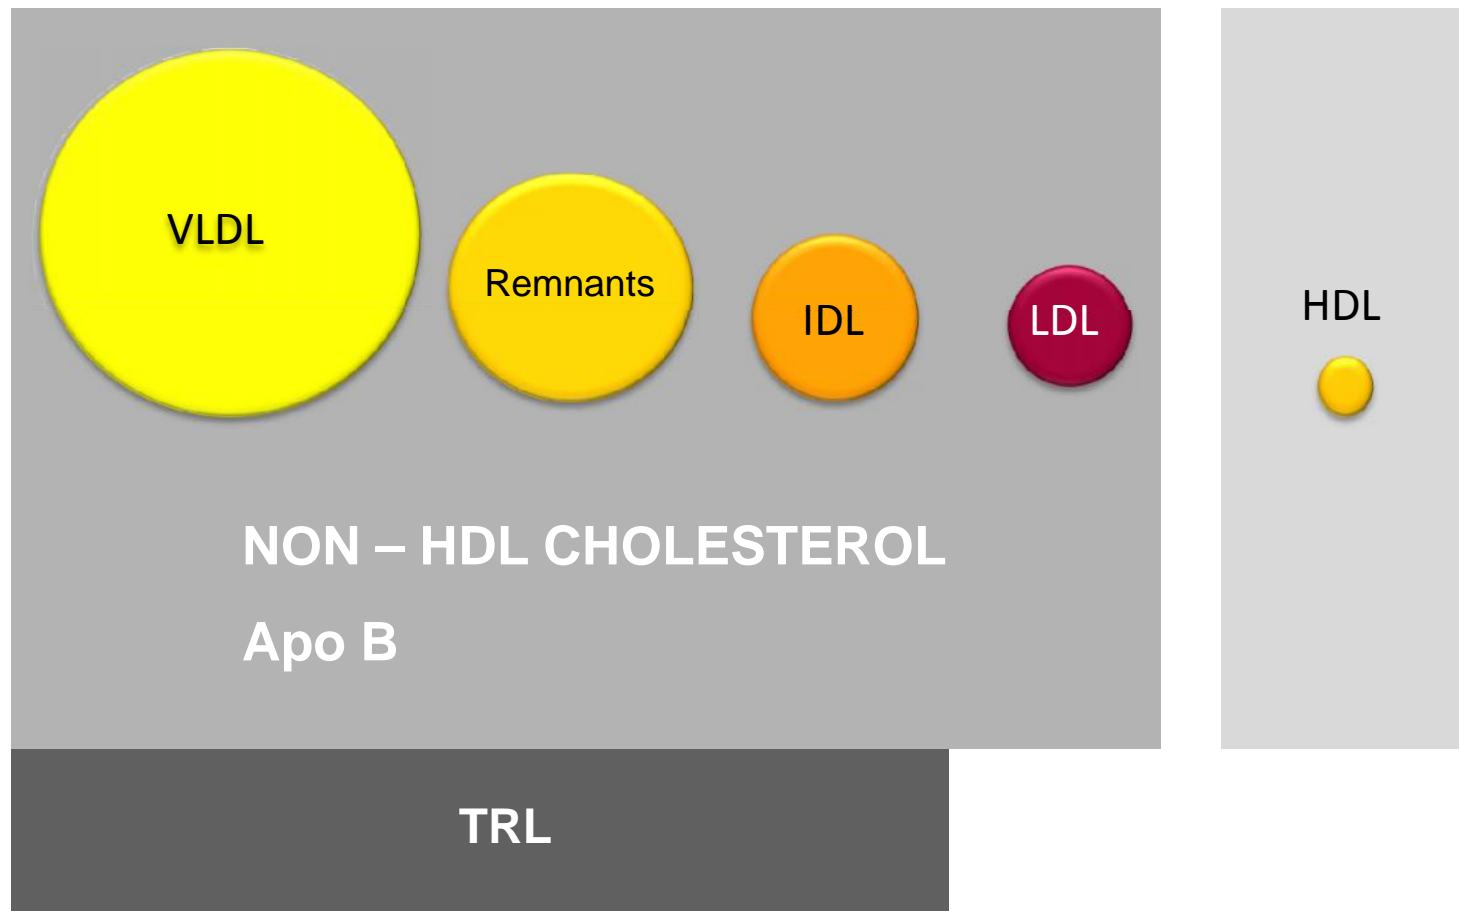 VLDL
Remnants
IDL
LDL
HDL
NON – HDL CHOLESTEROL
Apo B
TRL